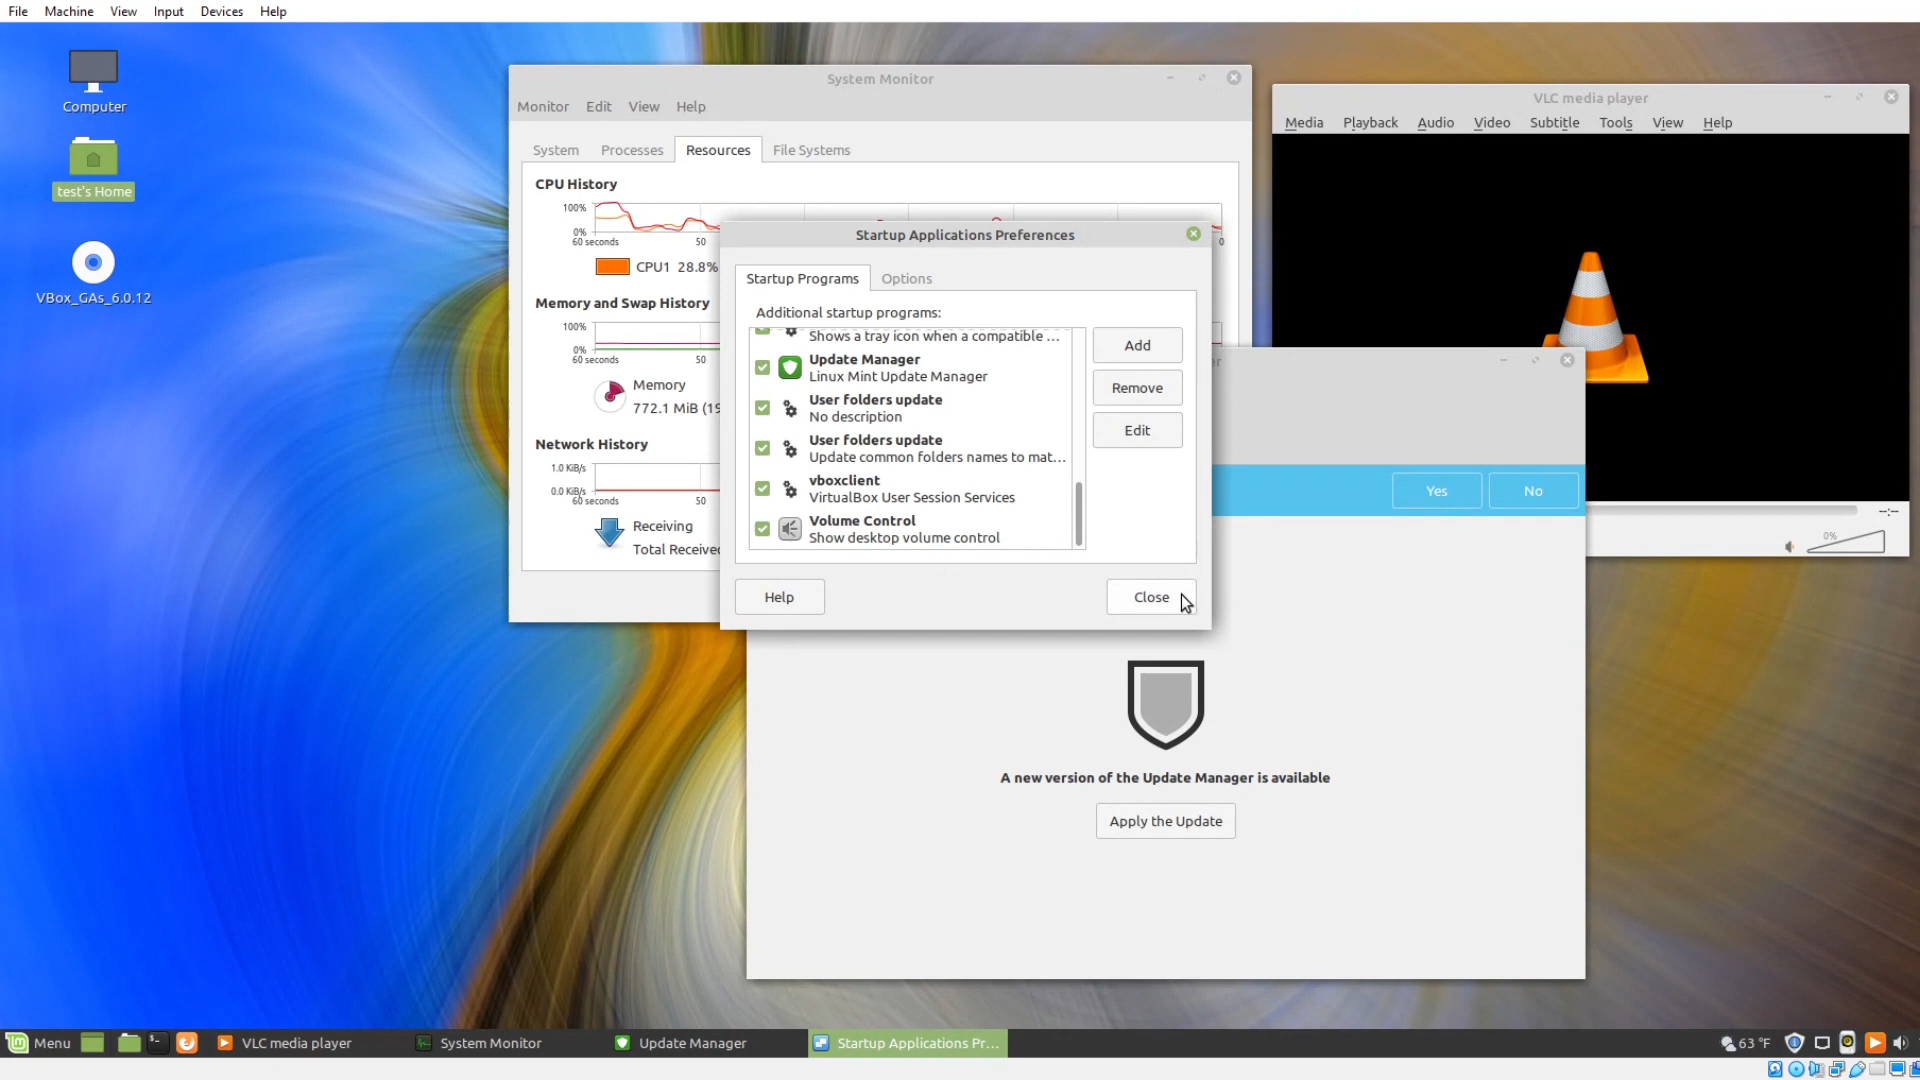 File Machine View Input Devices Help
Computer
test's Home
VBox_GAs_6.0.12
System Monitor
Monitor Edit View Help
System Processes Resources File Systems
CPU History
100%
0%
60 seconds 50 0
CPU1 28.8%
Memory and Swap History
100%
0%
60 seconds 50
Memory
772.1 MiB (19
Network History
1.0 KiB/s
0.0 KiB/s
60 seconds 50
Receiving
Total Received
Startup Applications Preferences
Startup Programs Options
Additional startup programs:
Shows a tray icon when a compatible ...
Update Manager
Linux Mint Update Manager
User folders update
No description
User folders update
Update common folders names to mat...
vboxclient
VirtualBox User Session Services
Volume Control
Show desktop volume control
Add
Remove
Edit
Help Close
VLC media player
Media Playback Audio Video Subtitle Tools View Help
--:--
0%
Yes No
A new version of the Update Manager is available
Apply the Update
Menu VLC media player System Monitor Update Manager Startup Applications Pr... 63 °F